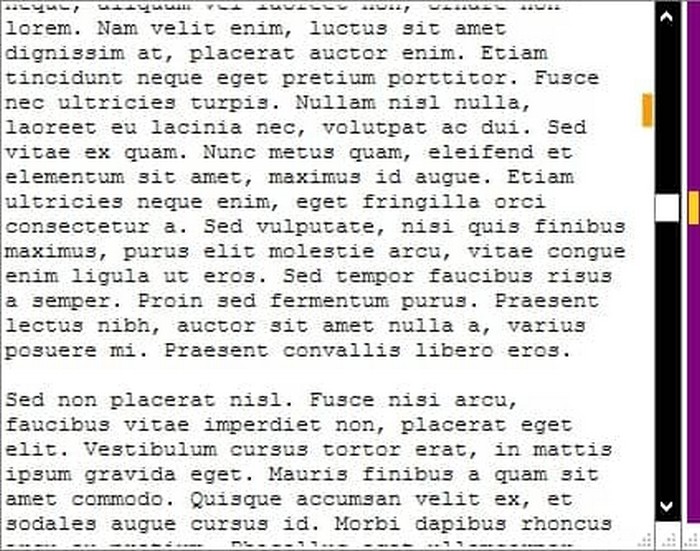 neque, aliquam vel laoreet non, ornare non
lorem. Nam velit enim, luctus sit amet
dignissim at, placerat auctor enim. Etiam
tincidunt neque eget pretium porttitor. Fusce
nec ultricies turpis. Nullam nisl nulla,
laoreet eu lacinia nec, volutpat ac dui. Sed
vitae ex quam. Nunc metus quam, eleifend et
elementum sit amet, maximus id augue. Etiam
ultricies neque enim, eget fringilla orci
consectetur a. Sed vulputate, nisi quis finibus
maximus, purus elit molestie arcu, vitae congue
enim ligula ut eros. Sed tempor faucibus risus
a semper. Proin sed fermentum purus. Praesent
lectus nibh, auctor sit amet nulla a, varius
posuere mi. Praesent convallis libero eros.
Sed non placerat nisl. Fusce nisi arcu,
faucibus vitae imperdiet non, placerat eget
elit. Vestibulum cursus tortor erat, in mattis
ipsum gravida eget. Mauris finibus a quam sit
amet commodo. Quisque accumsan velit ex, et
sodales augue cursus id. Morbi dapibus rhoncus